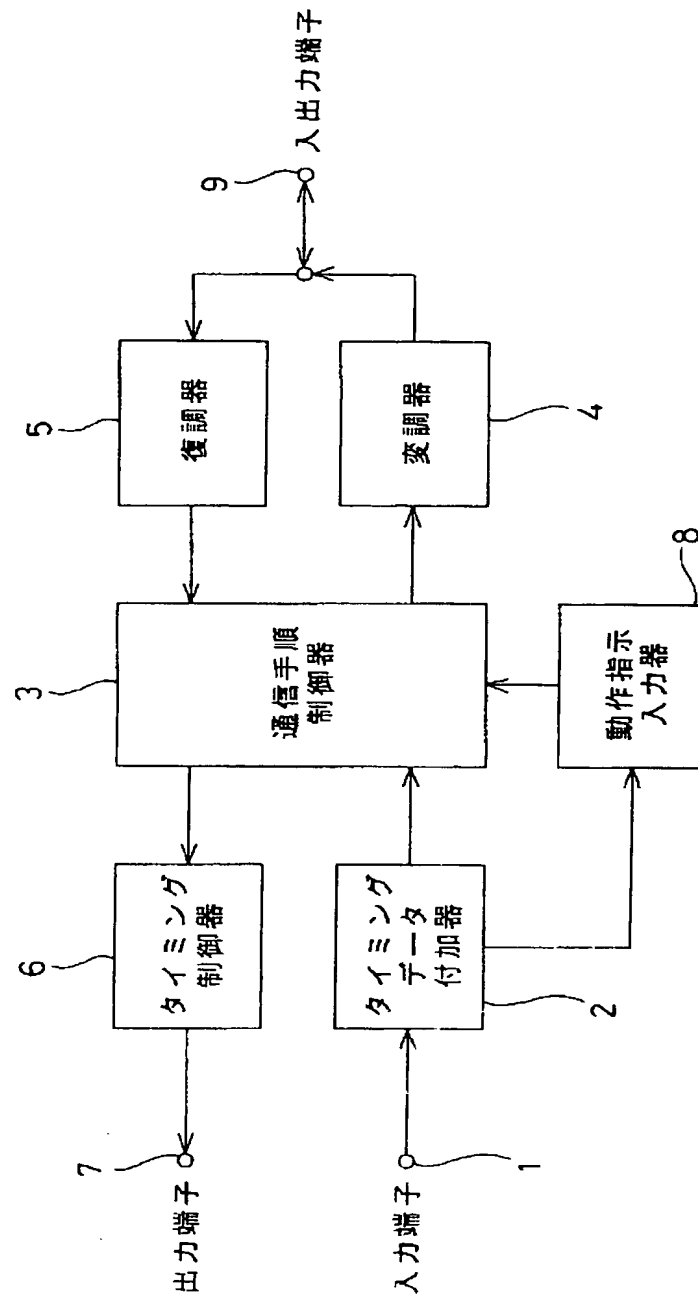 7
出力端子
6
タイミング
制御器
3
通信手順
制御器
5
復調器
9
入出力端子
入力端子
1
タイミング
データ
付加器
2
動作指示
入力器
8
変調器
4